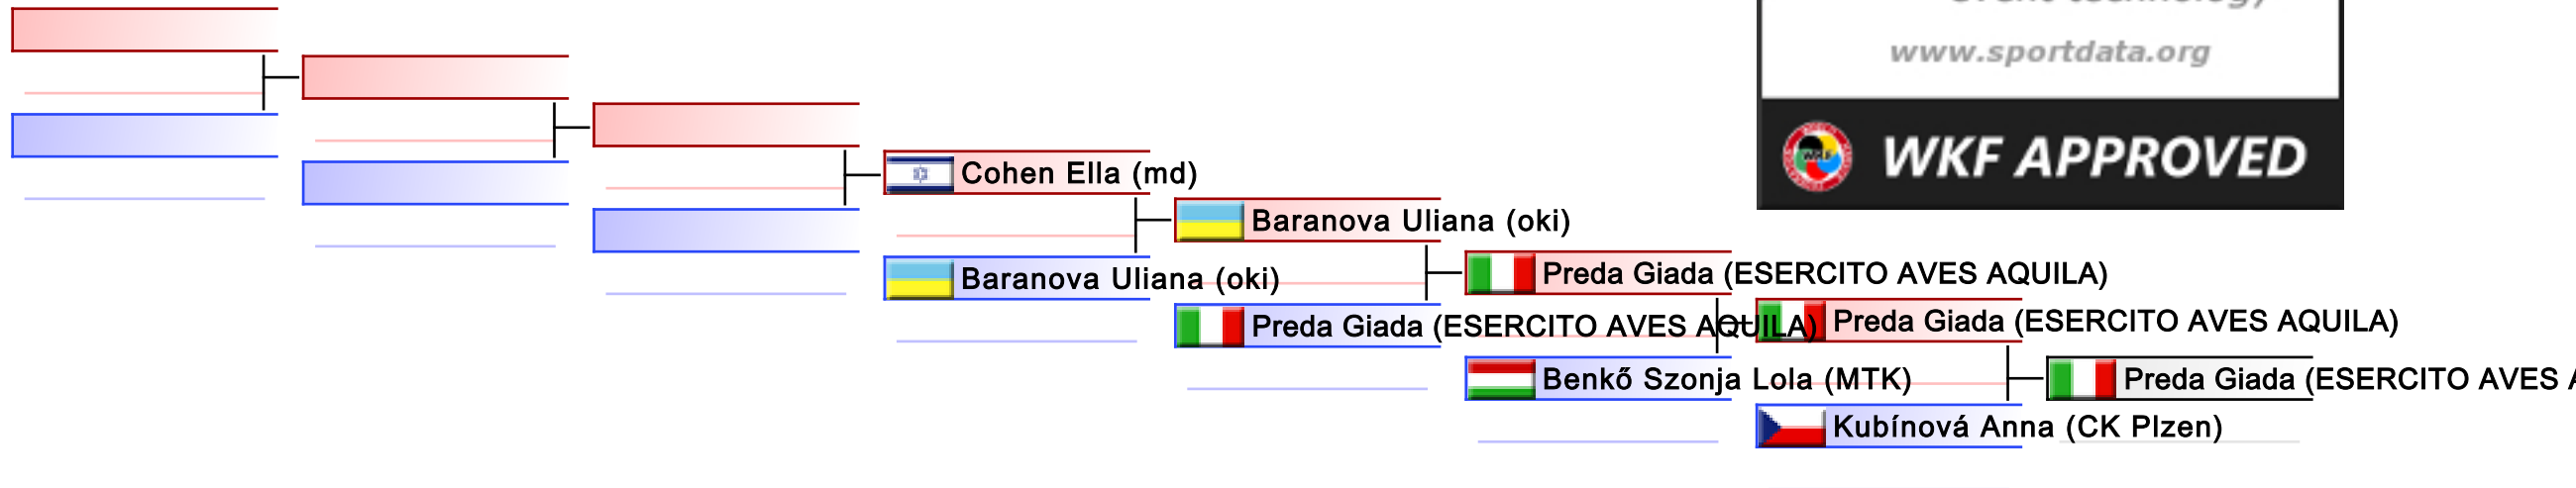 event technology
www.sportdata.org
WKF APPROVED
Cohen Ella (md)
Baranova Uliana (oki)
Baranova Uliana (oki)
Preda Giada (ESERCITO AVES AQUILA)
Preda Giada (ESERCITO AVES AQUILA)
Benkő Szonja Lola (MTK)
Preda Giada (ESERCITO AVES AQUILA)
Kubínová Anna (CK Plzen)
Preda Giada (ESERCITO AVES